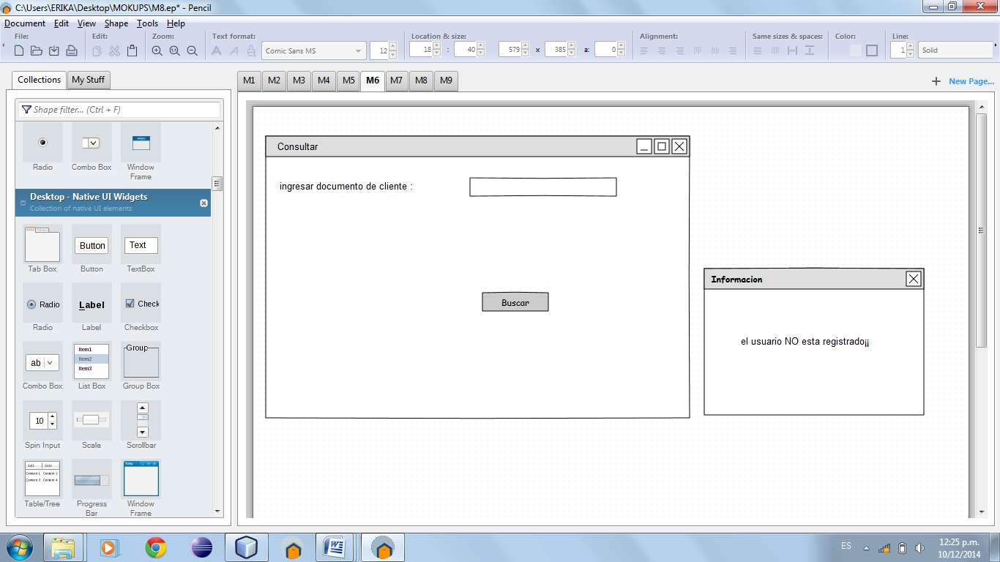 C:\Users\ERIKA\Desktop\MOKUPS\M8.ep* - Pencil
Document Edit View Shape Tools Help
File: Edit: Zoom: Text format: Location & size: Alignment: Same sizes & spaces: Color: Line:
Comic Sans MS 12 18 : 40 579 x 385 a: 0 1 Solid
Collections My Stuff
M1 M2 M3 M4 M5 M6 M7 M8 M9
New Page...
Shape filter... (Ctrl + F)
Radio Combo Box Window Frame
Desktop - Native UI Widgets
Collection of native UI elements
Button Text
Tab Box Button TextBox
Radio Label Check
Radio Label Checkbox
ab Item1 Item2 Item3 Group
Combo Box List Box Group Box
10
Spin Input Scale Scrollbar
Col1 Col2 Title
Content 1 Content 2
Content 3 Content 4
Table/Tree Progress Bar Window Frame
Consultar
ingresar documento de cliente :
Buscar
Informacion
el usuario NO esta registrado¡¡
ES
12:25 p.m.
10/12/2014